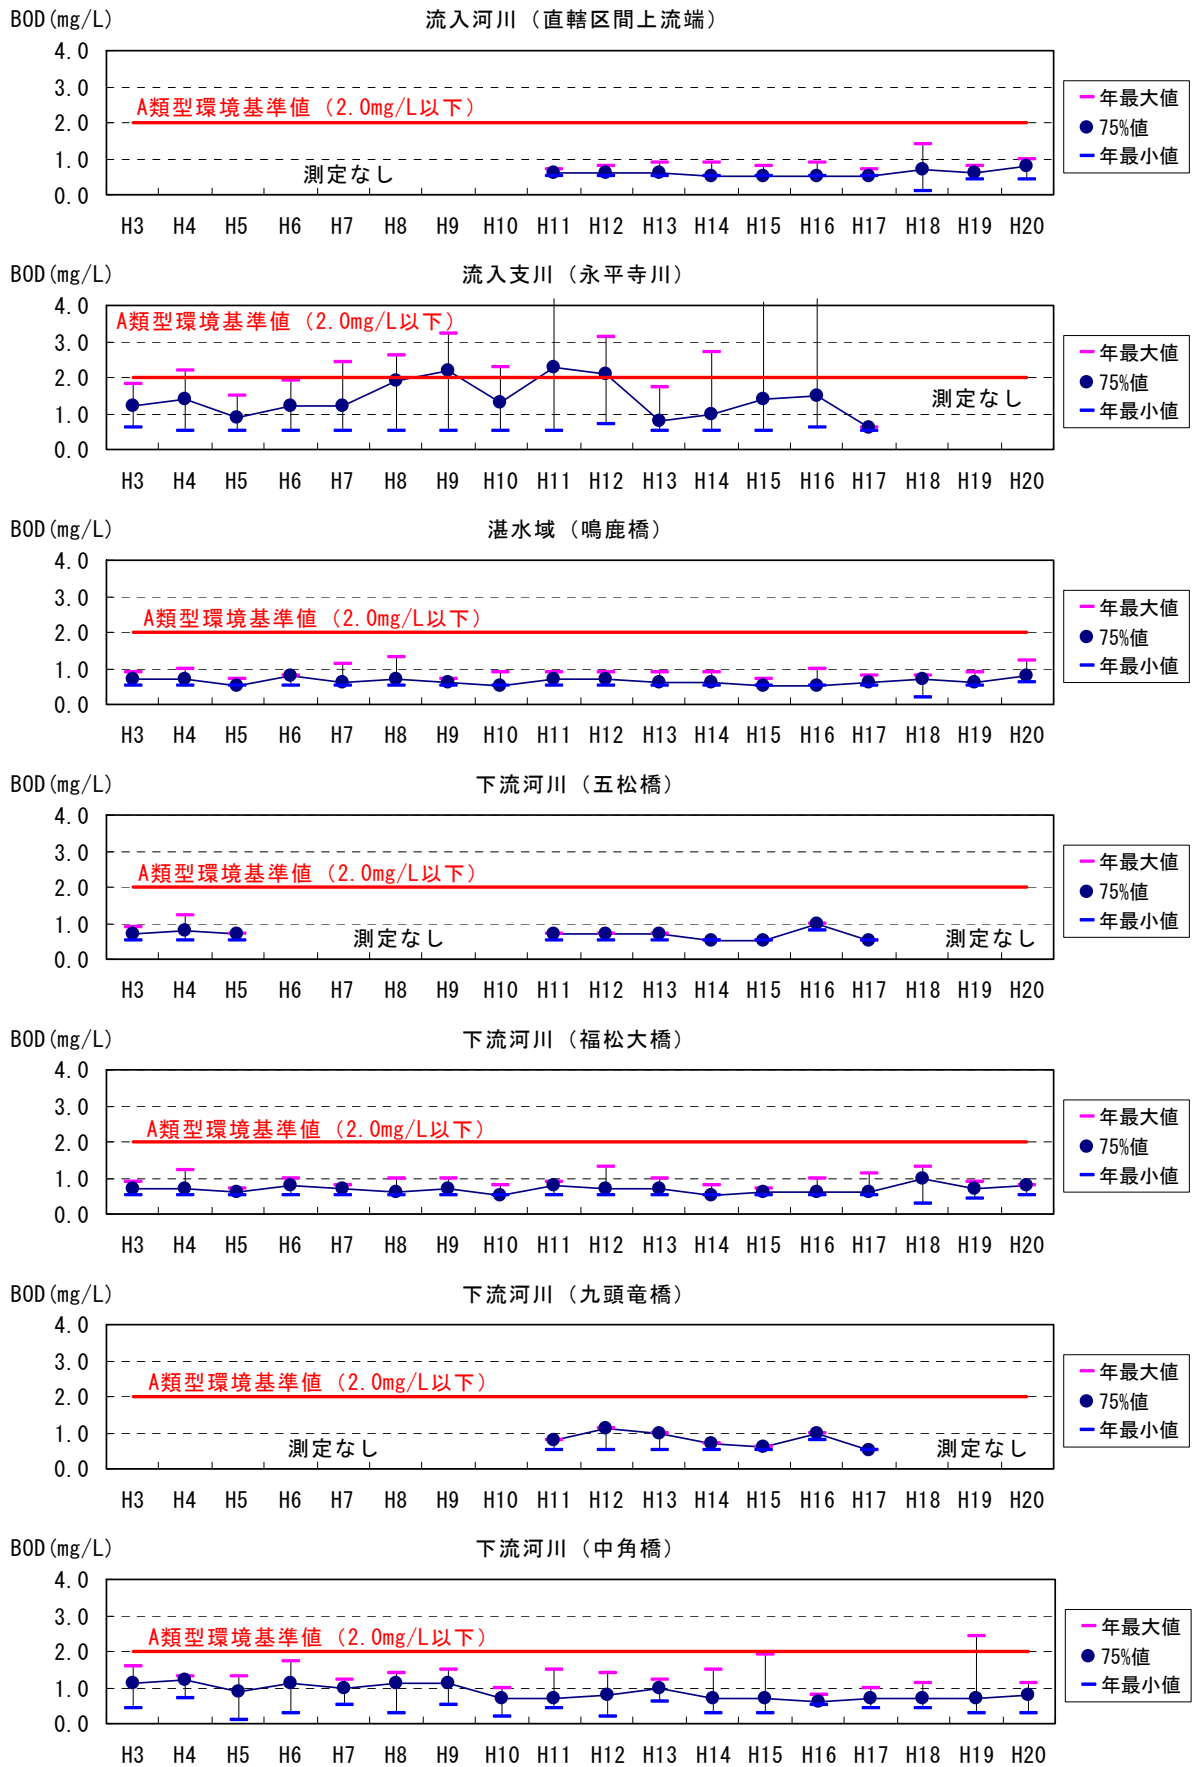 BOD(mg/L)
流入河川（直轄区間上流端）
4.0
3.0
2.0
1.0
0.0
A類型環境基準値（2.0mg/L以下）
測定なし
年最大値
75%値
年最小値
H3 H4 H5 H6 H7 H8 H9 H10 H11 H12 H13 H14 H15 H16 H17 H18 H19 H20
BOD(mg/L)
流入支川（永平寺川）
4.0
3.0
2.0
1.0
0.0
A類型環境基準値（2.0mg/L以下）
測定なし
年最大値
75%値
年最小値
H3 H4 H5 H6 H7 H8 H9 H10 H11 H12 H13 H14 H15 H16 H17 H18 H19 H20
BOD(mg/L)
湛水域（鳴鹿橋）
4.0
3.0
2.0
1.0
0.0
A類型環境基準値（2.0mg/L以下）
年最大値
75%値
年最小値
H3 H4 H5 H6 H7 H8 H9 H10 H11 H12 H13 H14 H15 H16 H17 H18 H19 H20
BOD(mg/L)
下流河川（五松橋）
4.0
3.0
2.0
1.0
0.0
A類型環境基準値（2.0mg/L以下）
測定なし
測定なし
年最大値
75%値
年最小値
H3 H4 H5 H6 H7 H8 H9 H10 H11 H12 H13 H14 H15 H16 H17 H18 H19 H20
BOD(mg/L)
下流河川（福松大橋）
4.0
3.0
2.0
1.0
0.0
A類型環境基準値（2.0mg/L以下）
年最大値
75%値
年最小値
H3 H4 H5 H6 H7 H8 H9 H10 H11 H12 H13 H14 H15 H16 H17 H18 H19 H20
BOD(mg/L)
下流河川（九頭竜橋）
4.0
3.0
2.0
1.0
0.0
A類型環境基準値（2.0mg/L以下）
測定なし
測定なし
年最大値
75%値
年最小値
H3 H4 H5 H6 H7 H8 H9 H10 H11 H12 H13 H14 H15 H16 H17 H18 H19 H20
BOD(mg/L)
下流河川（中角橋）
4.0
3.0
2.0
1.0
0.0
A類型環境基準値（2.0mg/L以下）
年最大値
75%値
年最小値
H3 H4 H5 H6 H7 H8 H9 H10 H11 H12 H13 H14 H15 H16 H17 H18 H19 H20